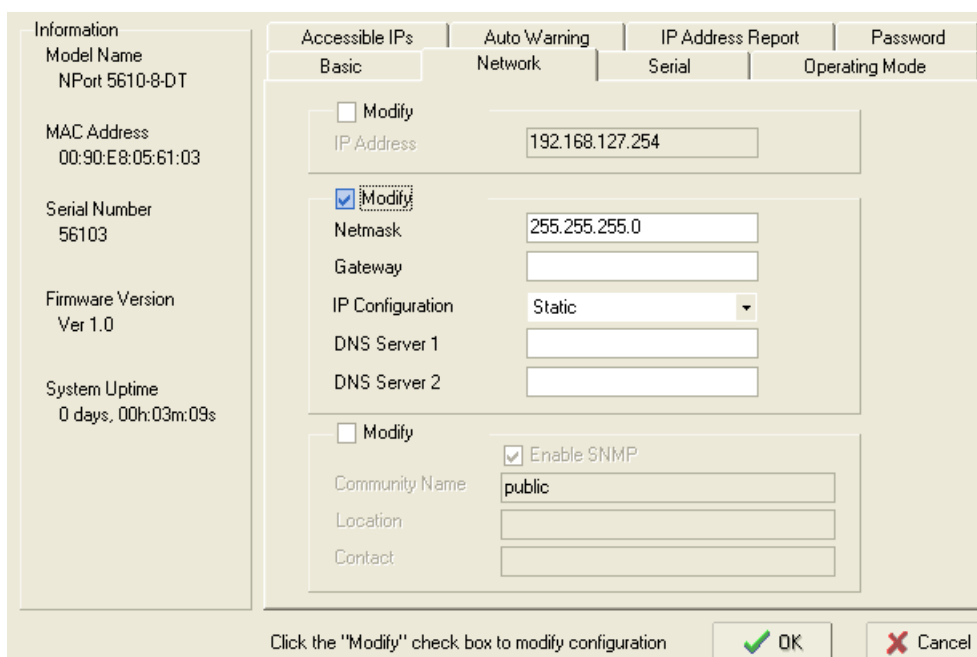 Information
Model Name
NPort 5610-8-DT
MAC Address
00:90:E8:05:61:03
Serial Number
56103
Firmware Version
Ver 1.0
System Uptime
0 days, 00h:03m:09s
Accessible IPs
Auto Warning
IP Address Report
Password
Basic
Network
Serial
Operating Mode
Modify
IP Address
192.168.127.254
Modify
Netmask
255.255.255.0
Gateway
IP Configuration
Static
DNS Server 1
DNS Server 2
Modify
Enable SNMP
Community Name
public
Location
Contact
Click the "Modify" check box to modify configuration
OK
Cancel